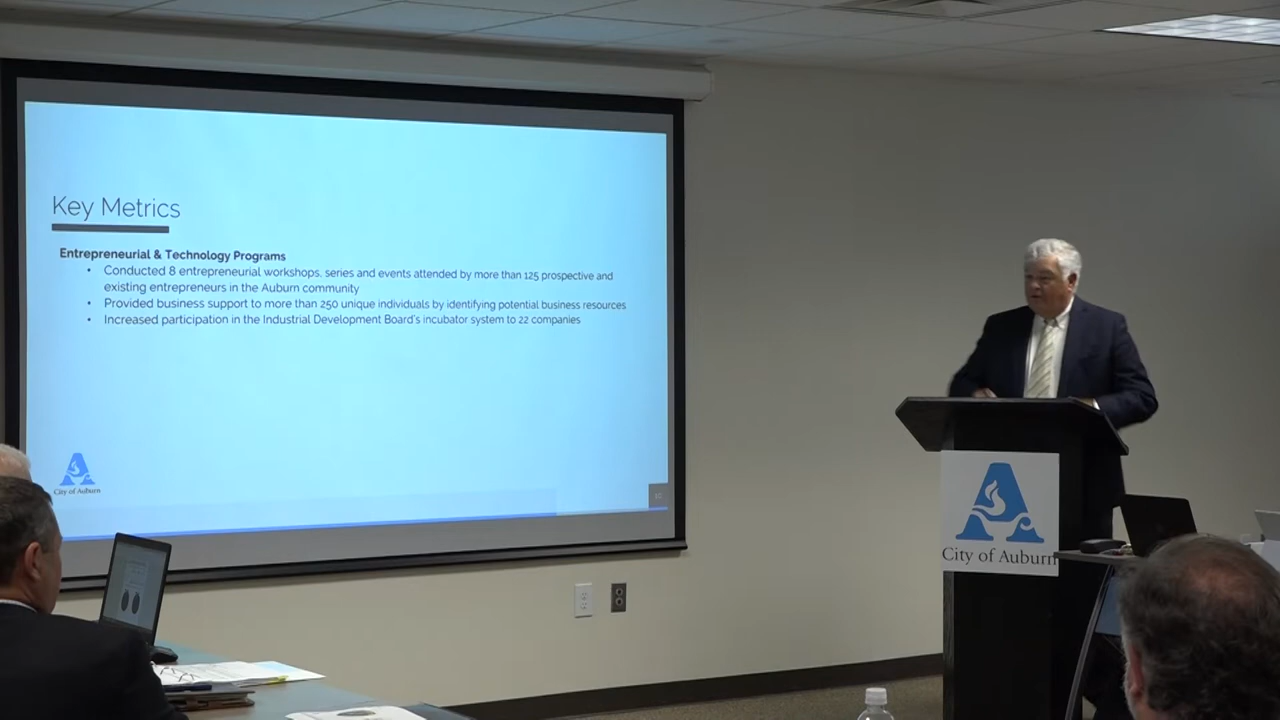 Key Metrics
Entrepreneurial & Technology Programs
• Conducted 8 entrepreneurial workshops, series and events attended by more than 125 prospective and
existing entrepreneurs in the Auburn community
• Provided business support to more than 250 unique individuals by identifying potential business resources
• Increased participation in the Industrial Development Board's incubator system to 22 companies
City of Auburn
City of Auburn